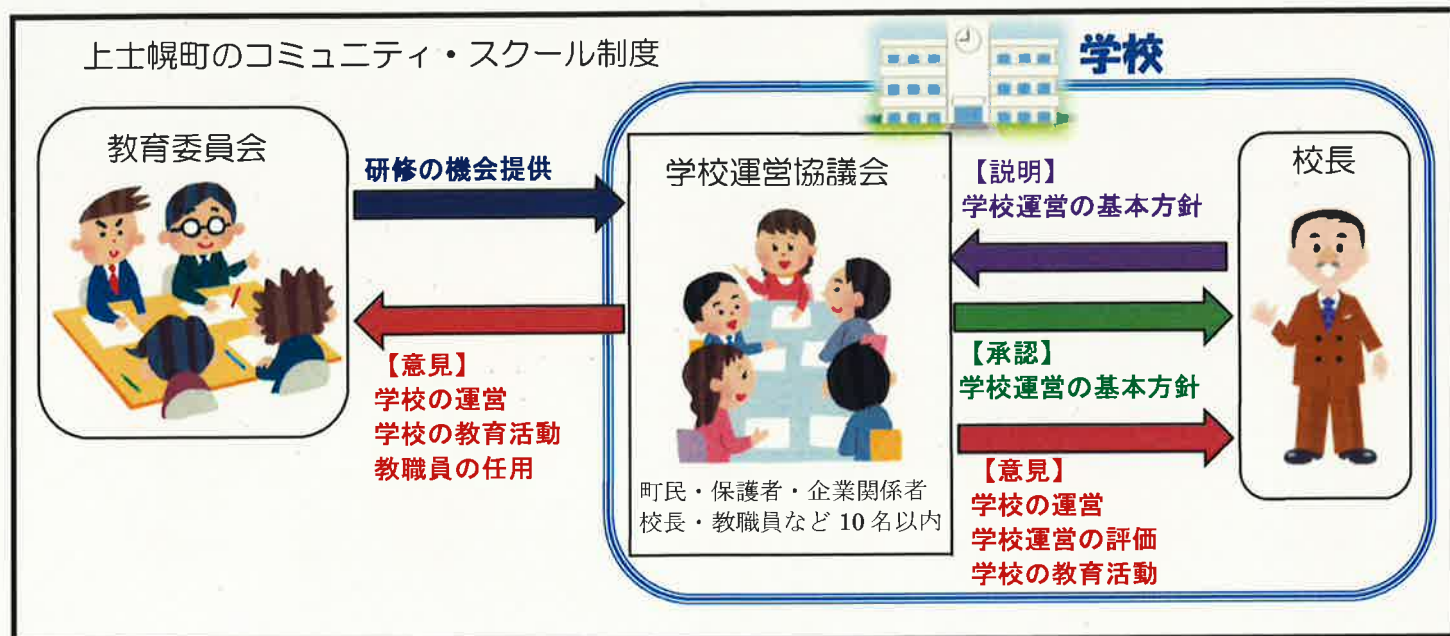 上士幌町のコミュニティ・スクール制度
学校
教育委員会
研修の機会提供
【意見】
学校の運営
学校の教育活動
教職員の任用
学校運営協議会
町民・保護者・企業関係者
校長・教職員など 10 名以内
【説明】
学校運営の基本方針
【承認】
学校運営の基本方針
【意見】
学校の運営
学校運営の評価
学校の教育活動
校長